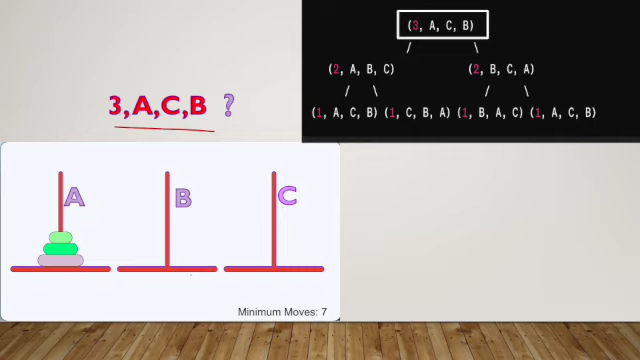 (3, A, C, B)
(2, A, B, C) (2, B, C, A)
(1, A, C, B) (1, C, B, A) (1, B, A, C) (1, A, C, B)
3,A,C,B ?
A B C
Minimum Moves: 7